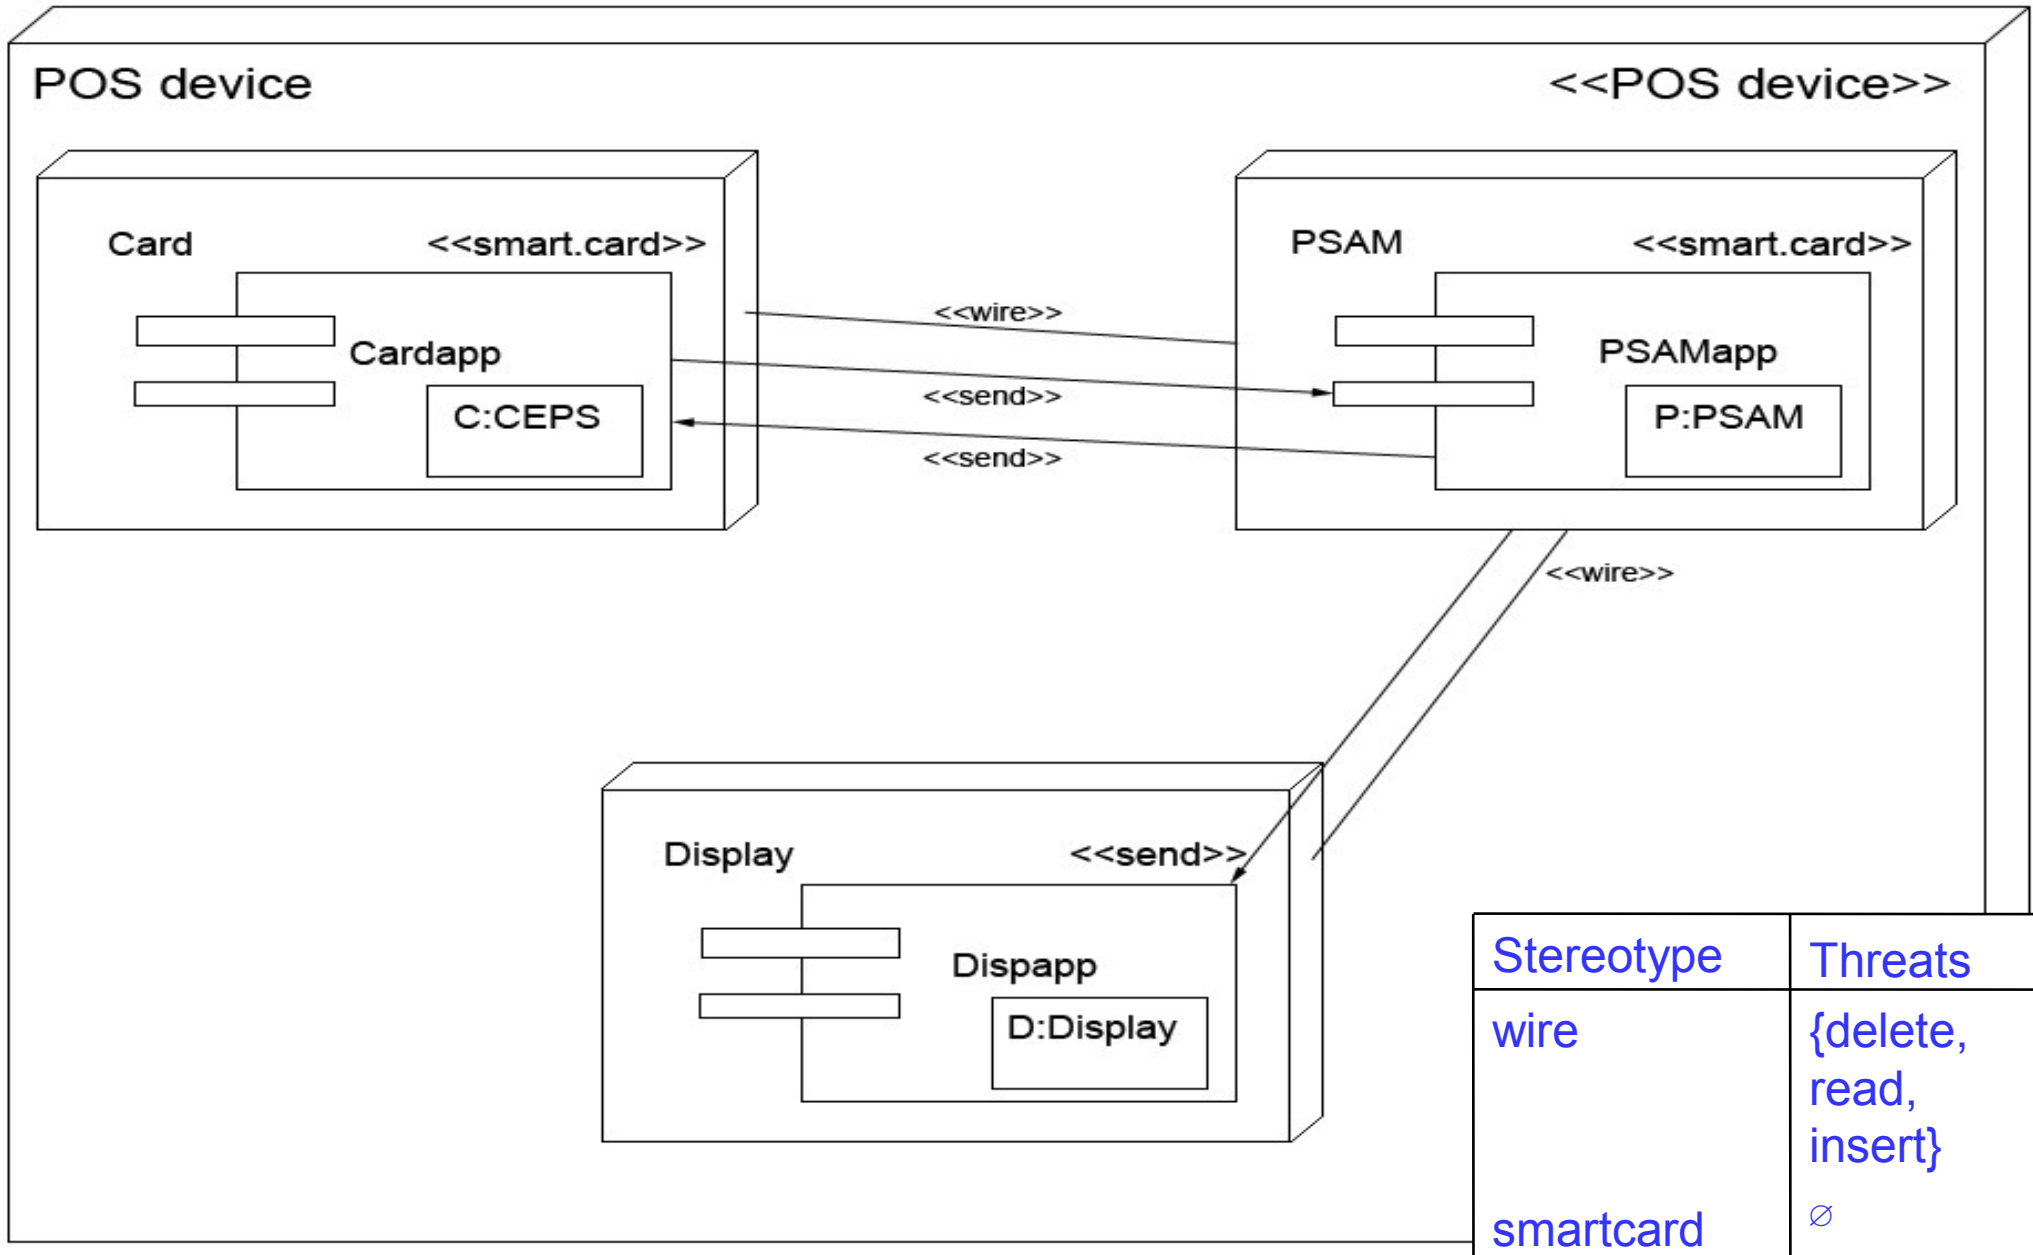 POS device
<<POS device>>
Card
<<smart.card>>
PSAM
<<smart.card>>
<<wire>>
Cardapp
PSAMapp
<<send>>
C:CEPS
P:PSAM
<<send>>
<<wire>>
Display
<<send>>
Dispapp
D:Display
Stereotype
Threats
wire
{delete,
read,
insert}
smartcard
∅